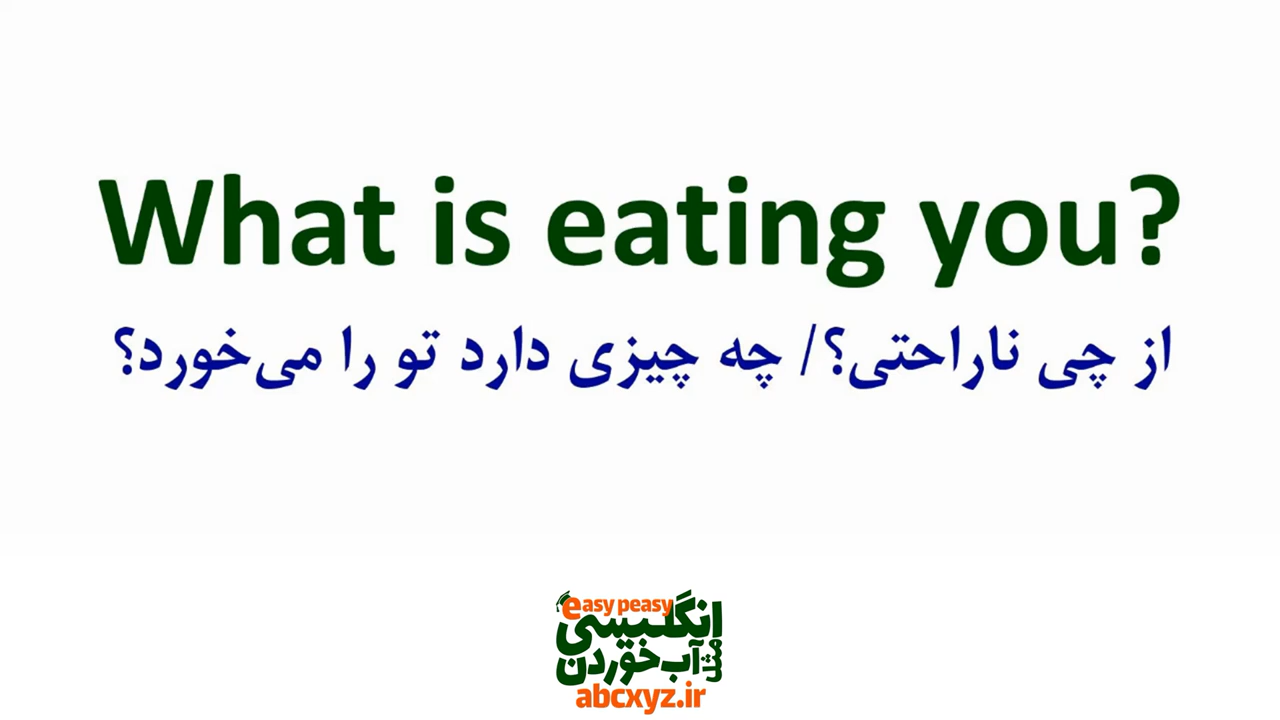 What is eating you?
از چی ناراحتی؟/ چه چیزی دارد تو را می‌خورد؟
easy peasy
انگلیسی
مثل آب خوردن
abcxyz.ir